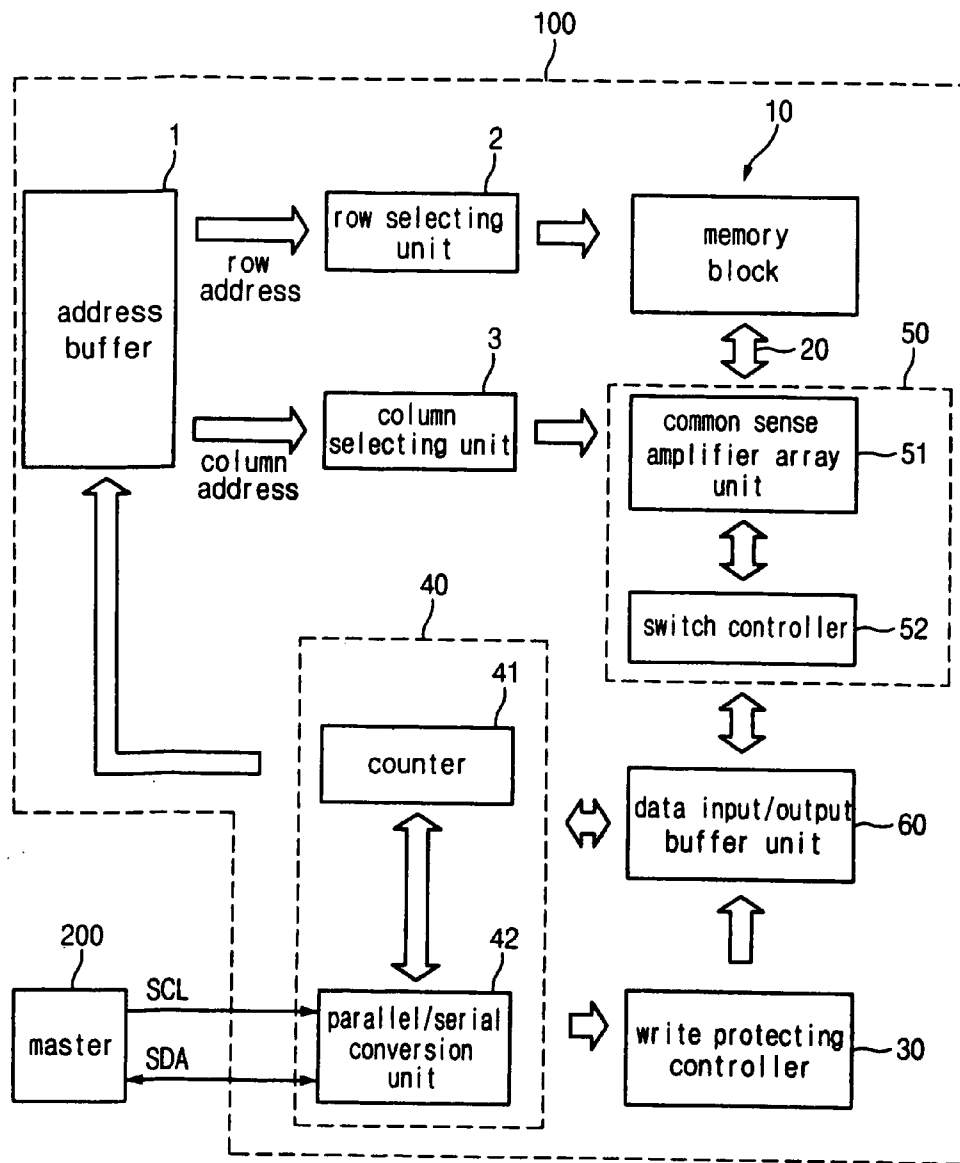 100
1
2
10
row selecting
unit
memory
block
row
address
address
buffer
20
50
3
column
selecting unit
column
address
common sense
amplifier array
unit
51
40
switch controller
52
41
counter
data input/output
buffer unit
60
200
42
SCL
master
SDA
parallel/serial
conversion
unit
write protecting
controller
30